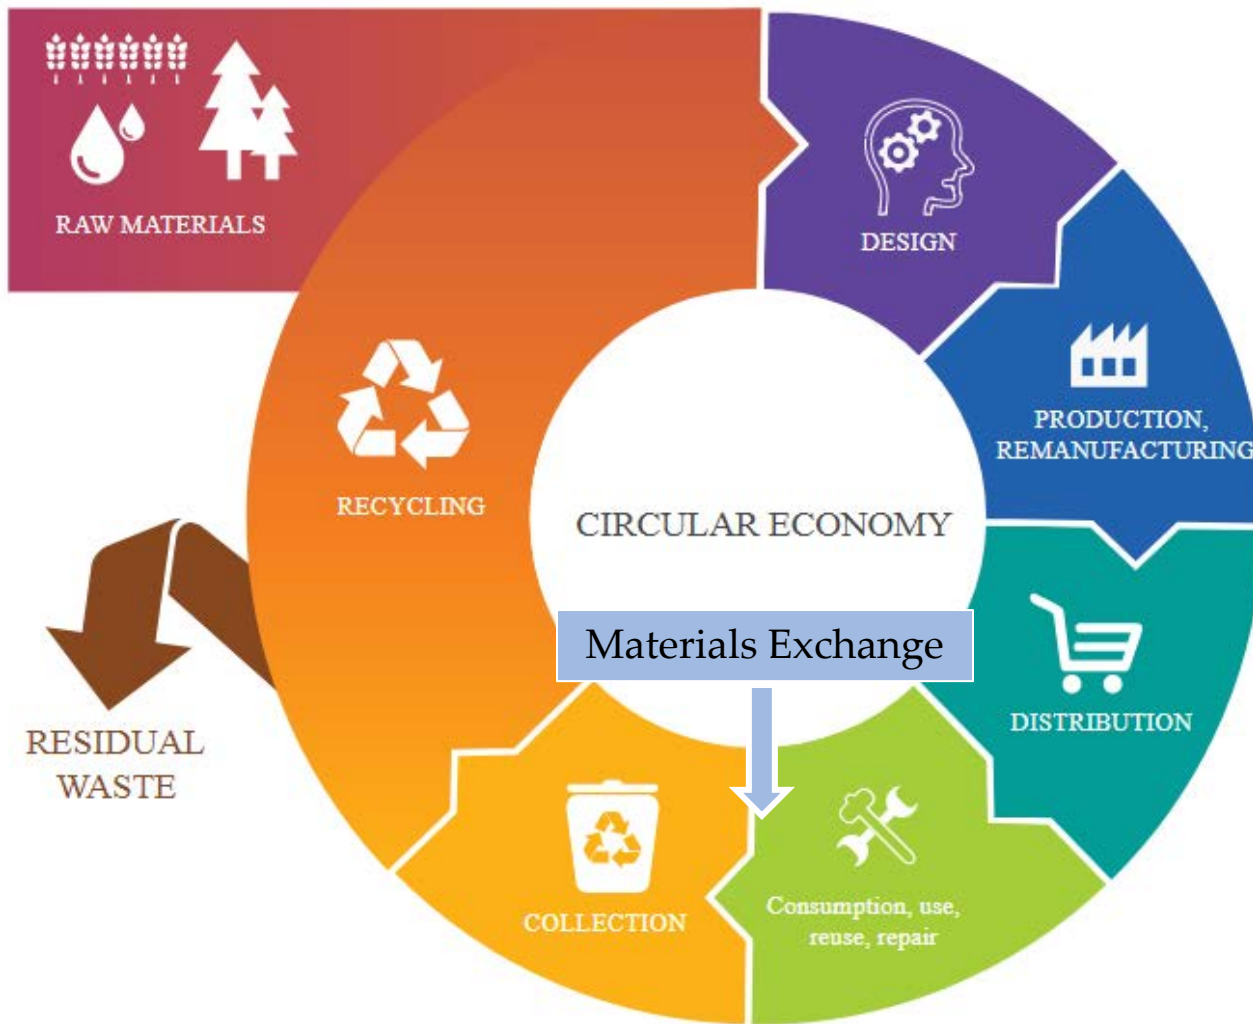 RAW MATERIALS
DESIGN
PRODUCTION,
REMANUFACTURING
RECYCLING
CIRCULAR ECONOMY
Materials Exchange
DISTRIBUTION
RESIDUAL
WASTE
COLLECTION
Consumption, use,
reuse, repair